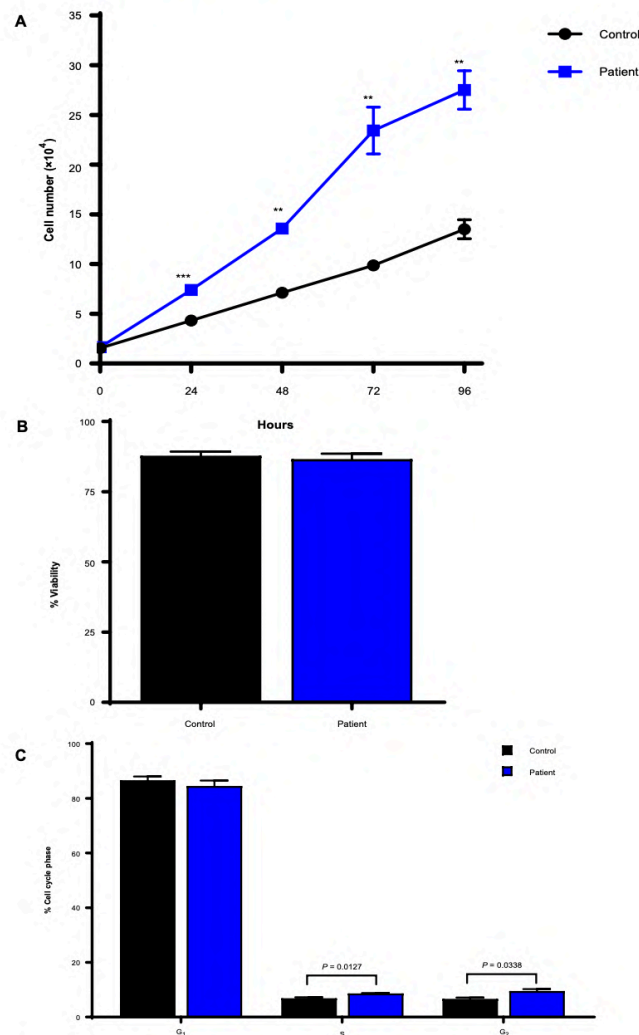 A
35
30
25
20
15
10
5
0
Cell number (×10⁴)
Control
Patient
***
**
**
**
0 24 48 72 96
Hours
B
100
75
50
25
0
% Viability
Control Patient
C
100
80
60
40
20
0
% Cell cycle phase
Control
Patient
P = 0.0127
P = 0.0338
G₁ S G₂